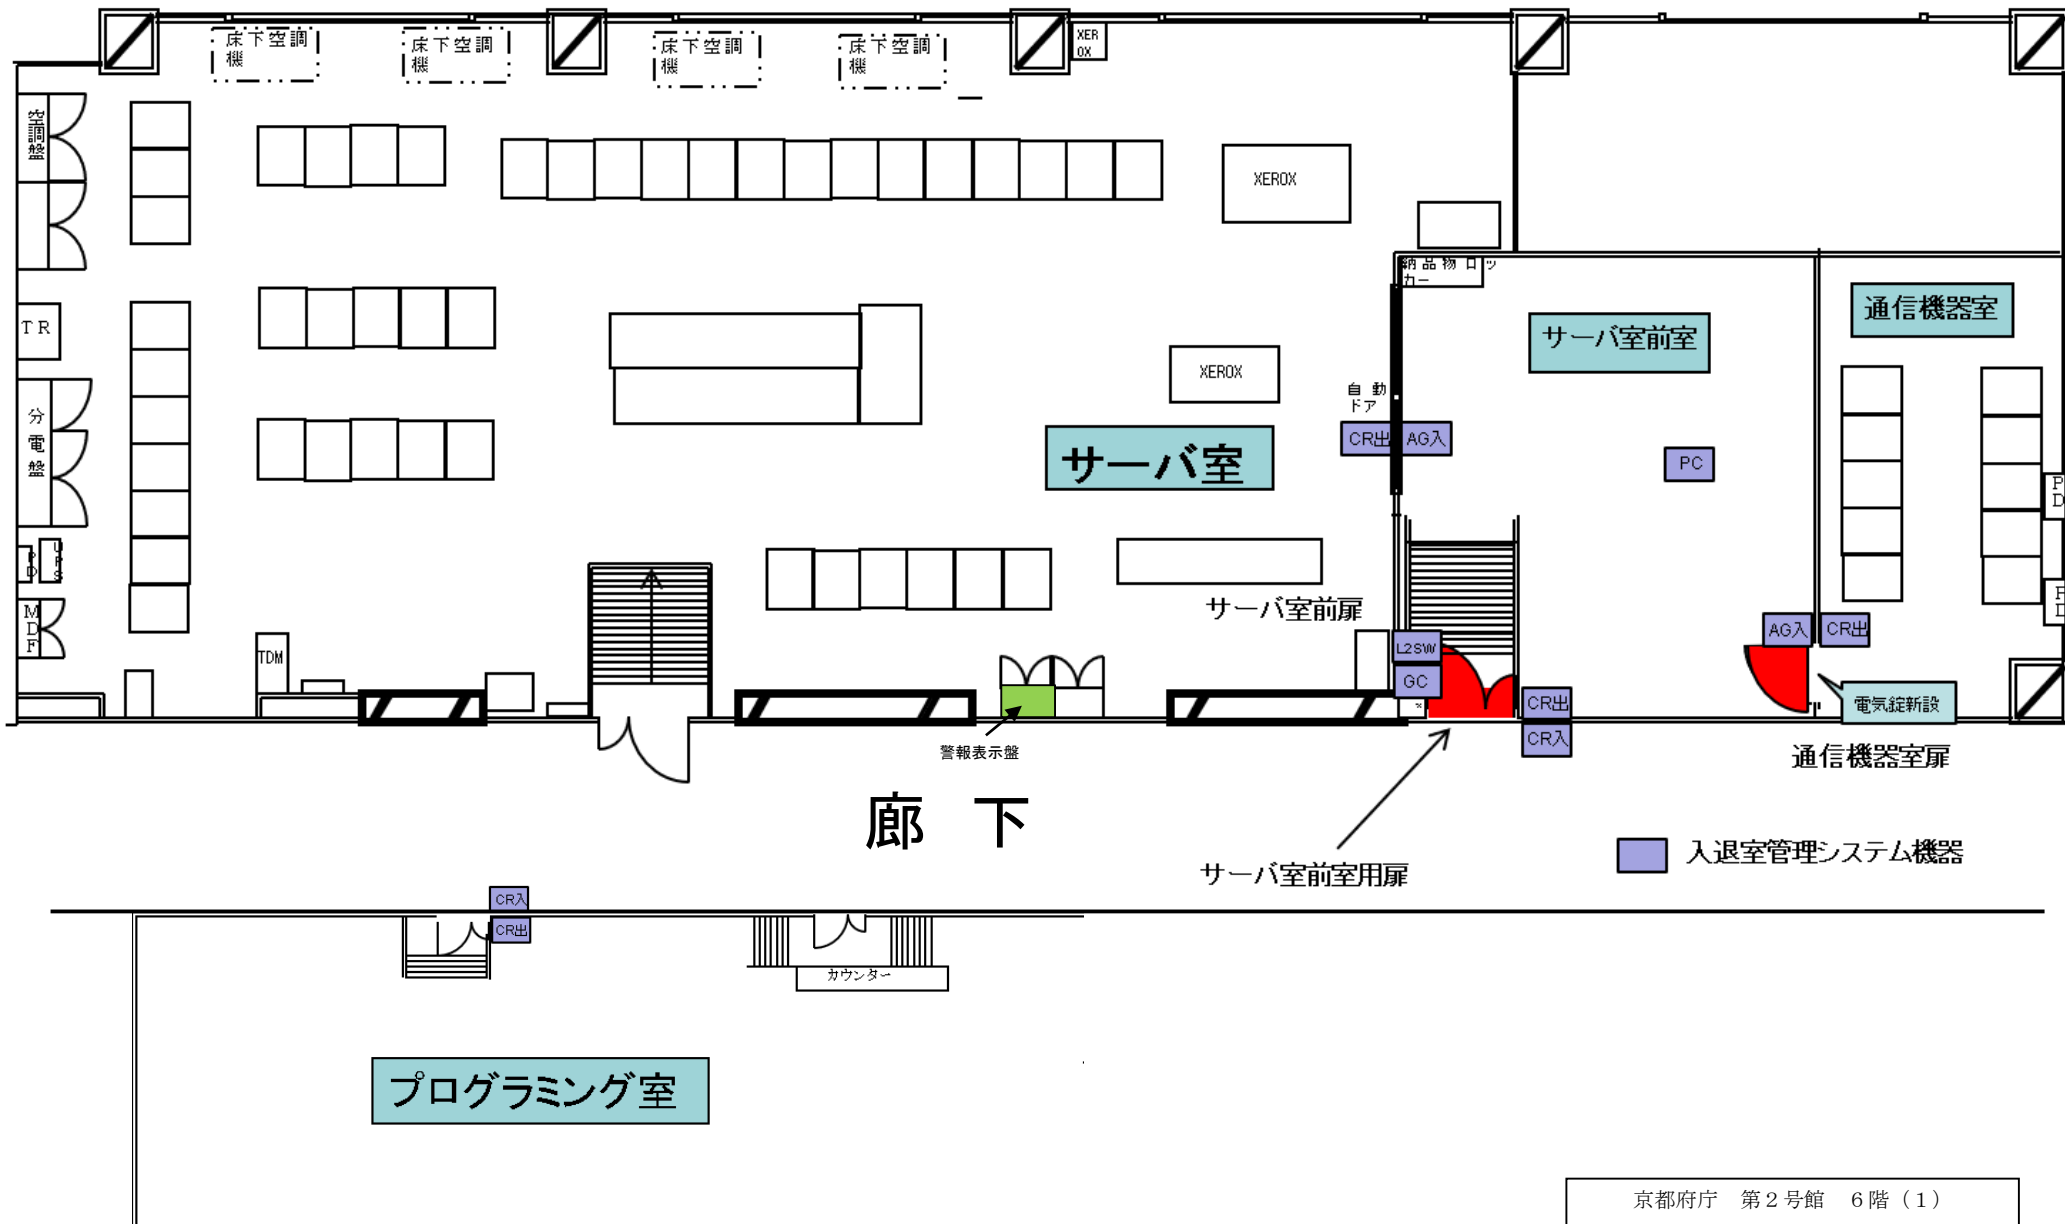 床下空調
機
床下空調
機
床下空調
機
床下空調
機
XER
OX
空調盤
XEROX
納品物ロッ
カー
通信機器室
サーバ室前室
TR
XEROX
自動
ドア
分電盤
CR出
AG入
サーバ室
PC
PD
UPS
PD
PD
MDF
サーバ室前扉
TDM
L2SW
GC
AG入
CR出
CR出
CR入
電気錠新設
警報表示盤
通信機器室扉
廊下
サーバ室前室用扉
入退室管理システム機器
CR入
CR出
カウンター
プログラミング室
京都府庁　第2号館　6階（1）